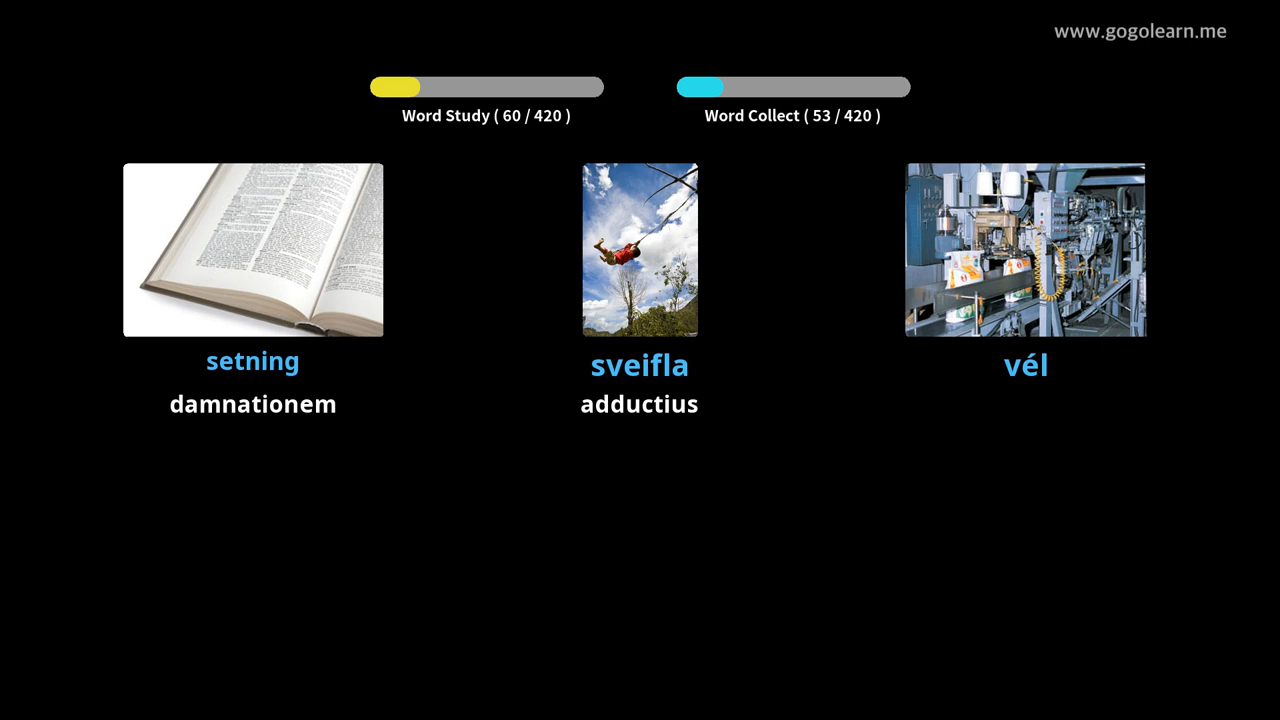 www.gogolearn.me
Word Study ( 60 / 420 )
Word Collect ( 53 / 420 )
setning
sveifla
vél
damnationem
adductius